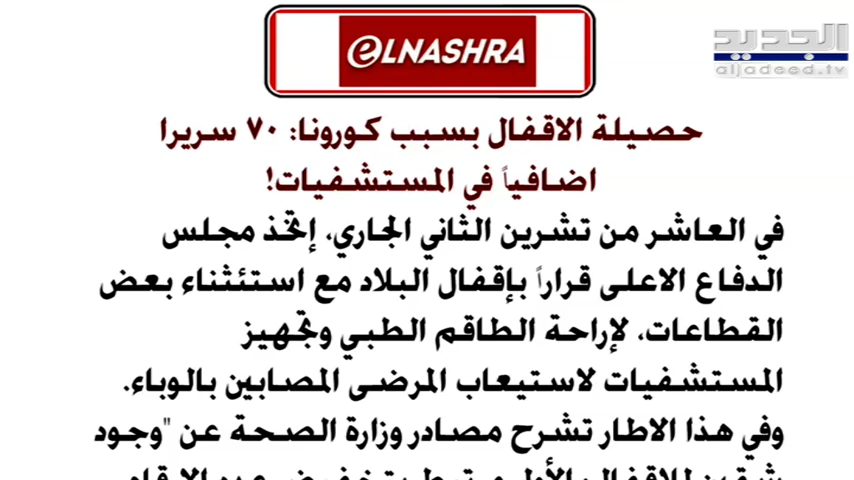 ELNASHRA
الجديد
aljadeed.tv
حصيلة الاقفال بسبب كورونا: ٧٠ سريرا
اضافياً في المستشفيات!
في العاشر من تشرين الثاني الجاري، إتخذ مجلس
الدفاع الاعلى قراراً بإقفال البلاد مع استئثناء بعض
القطاعات، لإراحة الطاقم الطبي وتجهيز
المستشفيات لاستيعاب المرضى المصابين بالوباء.
وفي هذا الاطار تشرح مصادر وزارة الصحة عن "وجود